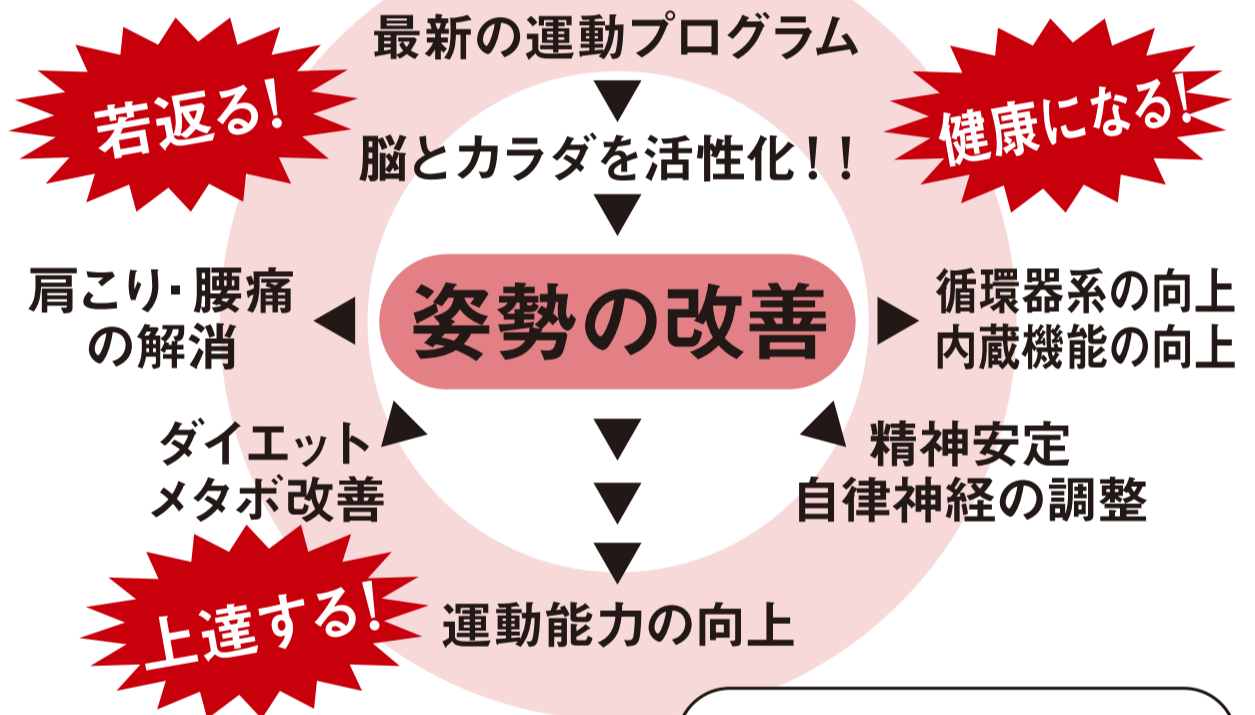 最新の運動プログラム
若返る!
健康になる!
脳とカラダを活性化!!
姿勢の改善
肩こり・腰痛
の解消
循環器系の向上
内蔵機能の向上
ダイエット
メタボ改善
精神安定
自律神経の調整
上達する!
運動能力の向上